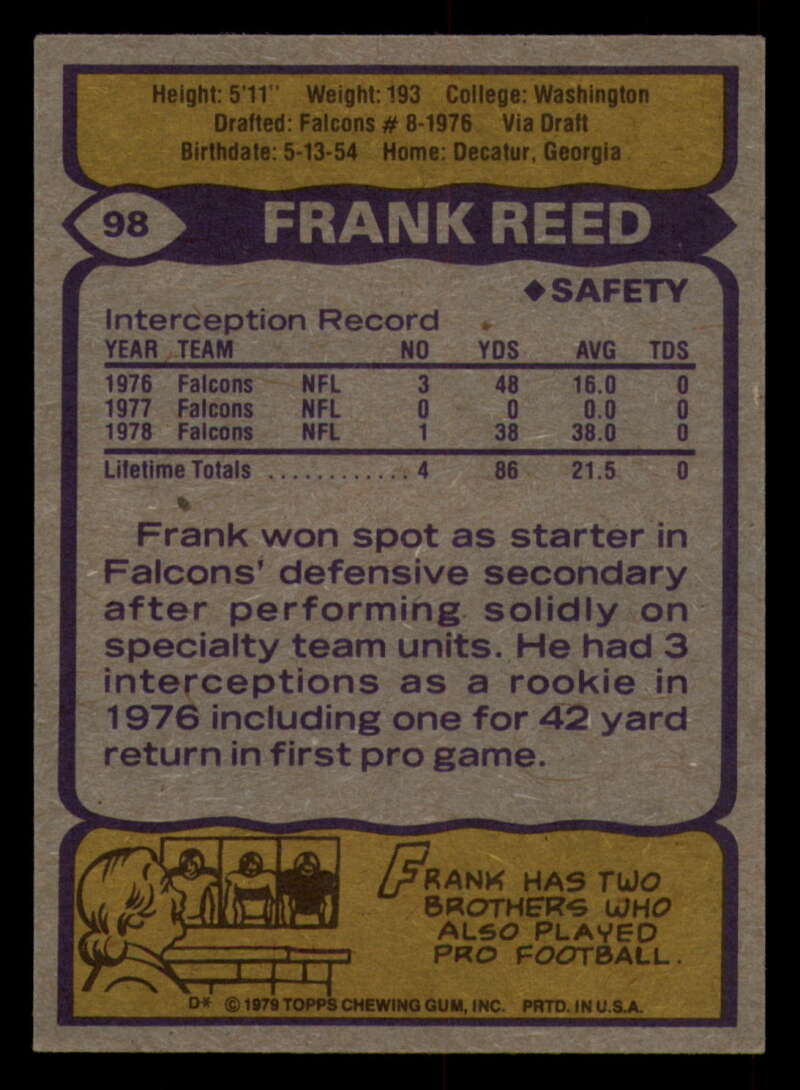 Height: 5'11" Weight: 193 College: Washington
Drafted: Falcons # 8-1976 Via Draft
Birthdate: 5-13-54 Home: Decatur, Georgia
98 FRANK REED
◆SAFETY
Interception Record
YEAR TEAM NO YDS AVG TDS
1976 Falcons NFL 3 48 16.0 0
1977 Falcons NFL 0 0 0.0 0
1978 Falcons NFL 1 38 38.0 0
Lifetime Totals ............ 4 86 21.5 0
Frank won spot as starter in
Falcons' defensive secondary
after performing solidly on
specialty team units. He had 3
interceptions as a rookie in
1976 including one for 42 yard
return in first pro game.
FRANK HAS TWO
BROTHERS WHO
ALSO PLAYED
PRO FOOTBALL.
D* © 1979 TOPPS CHEWING GUM, INC. PRTD. IN U.S.A.